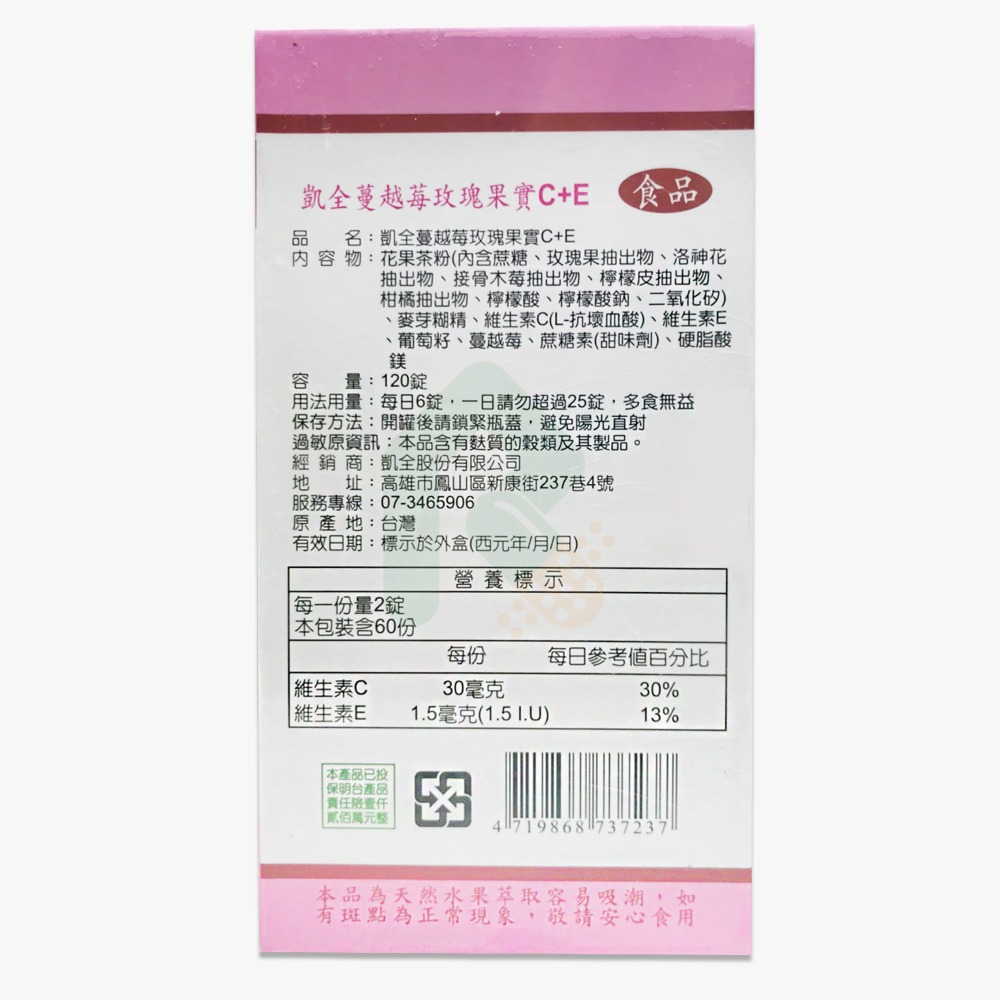 凱全蔓越莓玫瑰果實C+E 食品
品名：凱全蔓越莓玫瑰果實C+E
內容物：花果茶粉(內含蔗糖、玫瑰果抽出物、洛神花
抽出物、接骨木莓抽出物、檸檬皮抽出物、
柑橘抽出物、檸檬酸、檸檬酸鈉、二氧化矽)
、麥芽糊精、維生素C(L-抗壞血酸)、維生素E
、葡萄籽、蔓越莓、蔗糖素(甜味劑)、硬脂酸
鎂
容量：120錠
用法用量：每日6錠，一日請勿超過25錠，多食無益
保存方法：開罐後請鎖緊瓶蓋，避免陽光直射
過敏原資訊：本品含有麩質的穀類及其製品。
經銷商：凱全股份有限公司
地址：高雄市鳳山區新康街237巷4號
服務專線：07-3465906
原產地：台灣
有效日期：標示於外盒(西元年/月/日)
營養標示
每一份量2錠
本包裝含60份
每份 每日參考值百分比
維生素C 30毫克 30%
維生素E 1.5毫克(1.5 I.U) 13%
本產品已投
保明台產品
責任險壹仟
貳佰萬元整
4 719868 737237
本品為天然水果萃取容易吸潮，如
有斑點為正常現象，敬請安心食用